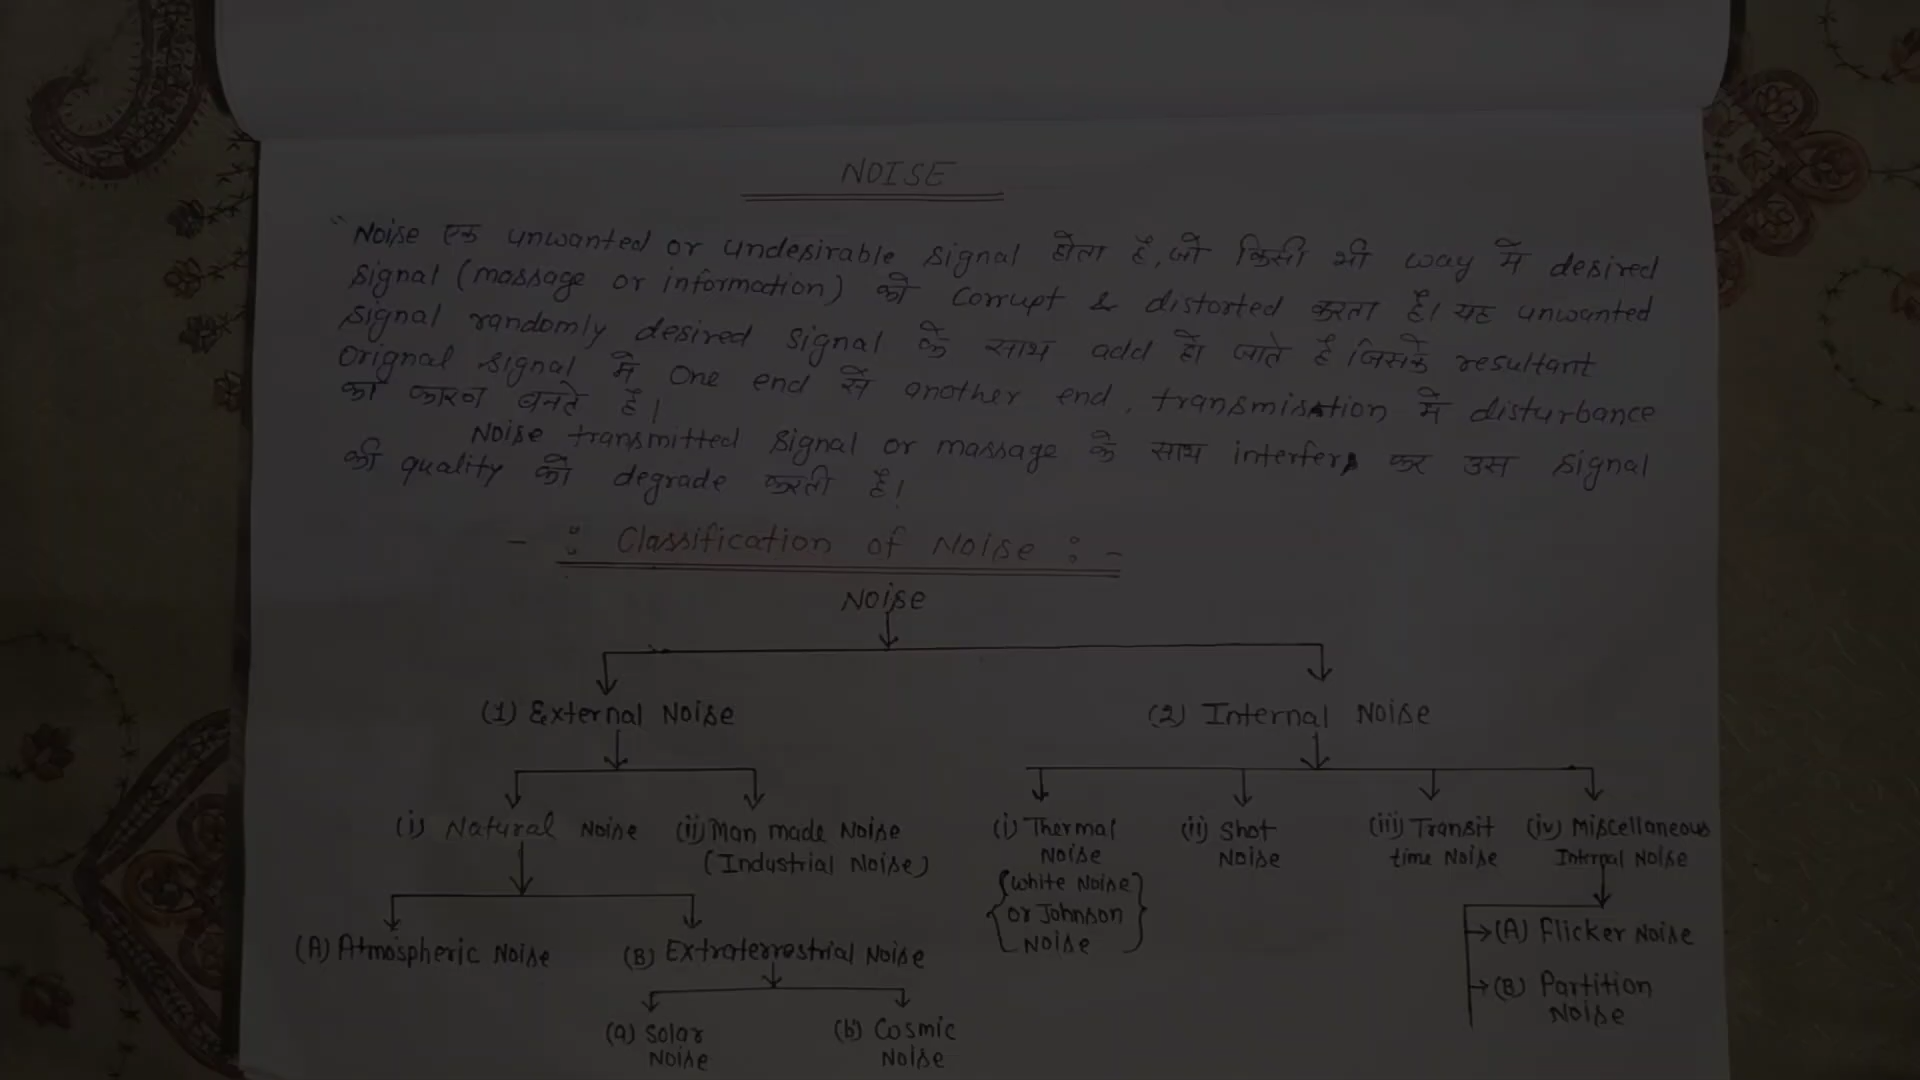 NOISE
" Noise एक unwanted or undesirable signal होता है, जो किसी भी way मे desired
signal (massage or information) को corrupt & distorted करता है। यह unwanted
signal randomly desired signal के साथ add हो जाते है जिसके resultant
orignal signal मे one end से another end, transmission मे disturbance
का कारण बनते है।
Noise transmitted signal or massage के साथ interfer कर उस signal
की quality को degrade करती है।
- : Classification of Noise : -
Noise
(1) External Noise (2) Internal Noise
(i) Natural Noise (ii) Man made Noise (i) Thermal (ii) Shot (iii) Transit (iv) Miscellaneous
(Industrial Noise) Noise Noise time Noise Internal Noise
{White Noise}
or Johnson
Noise
(A) Flicker Noise
(A) Atmospheric Noise (B) Extraterrestrial Noise
(B) Partition
Noise
(a) Solar (b) Cosmic
Noise Noise